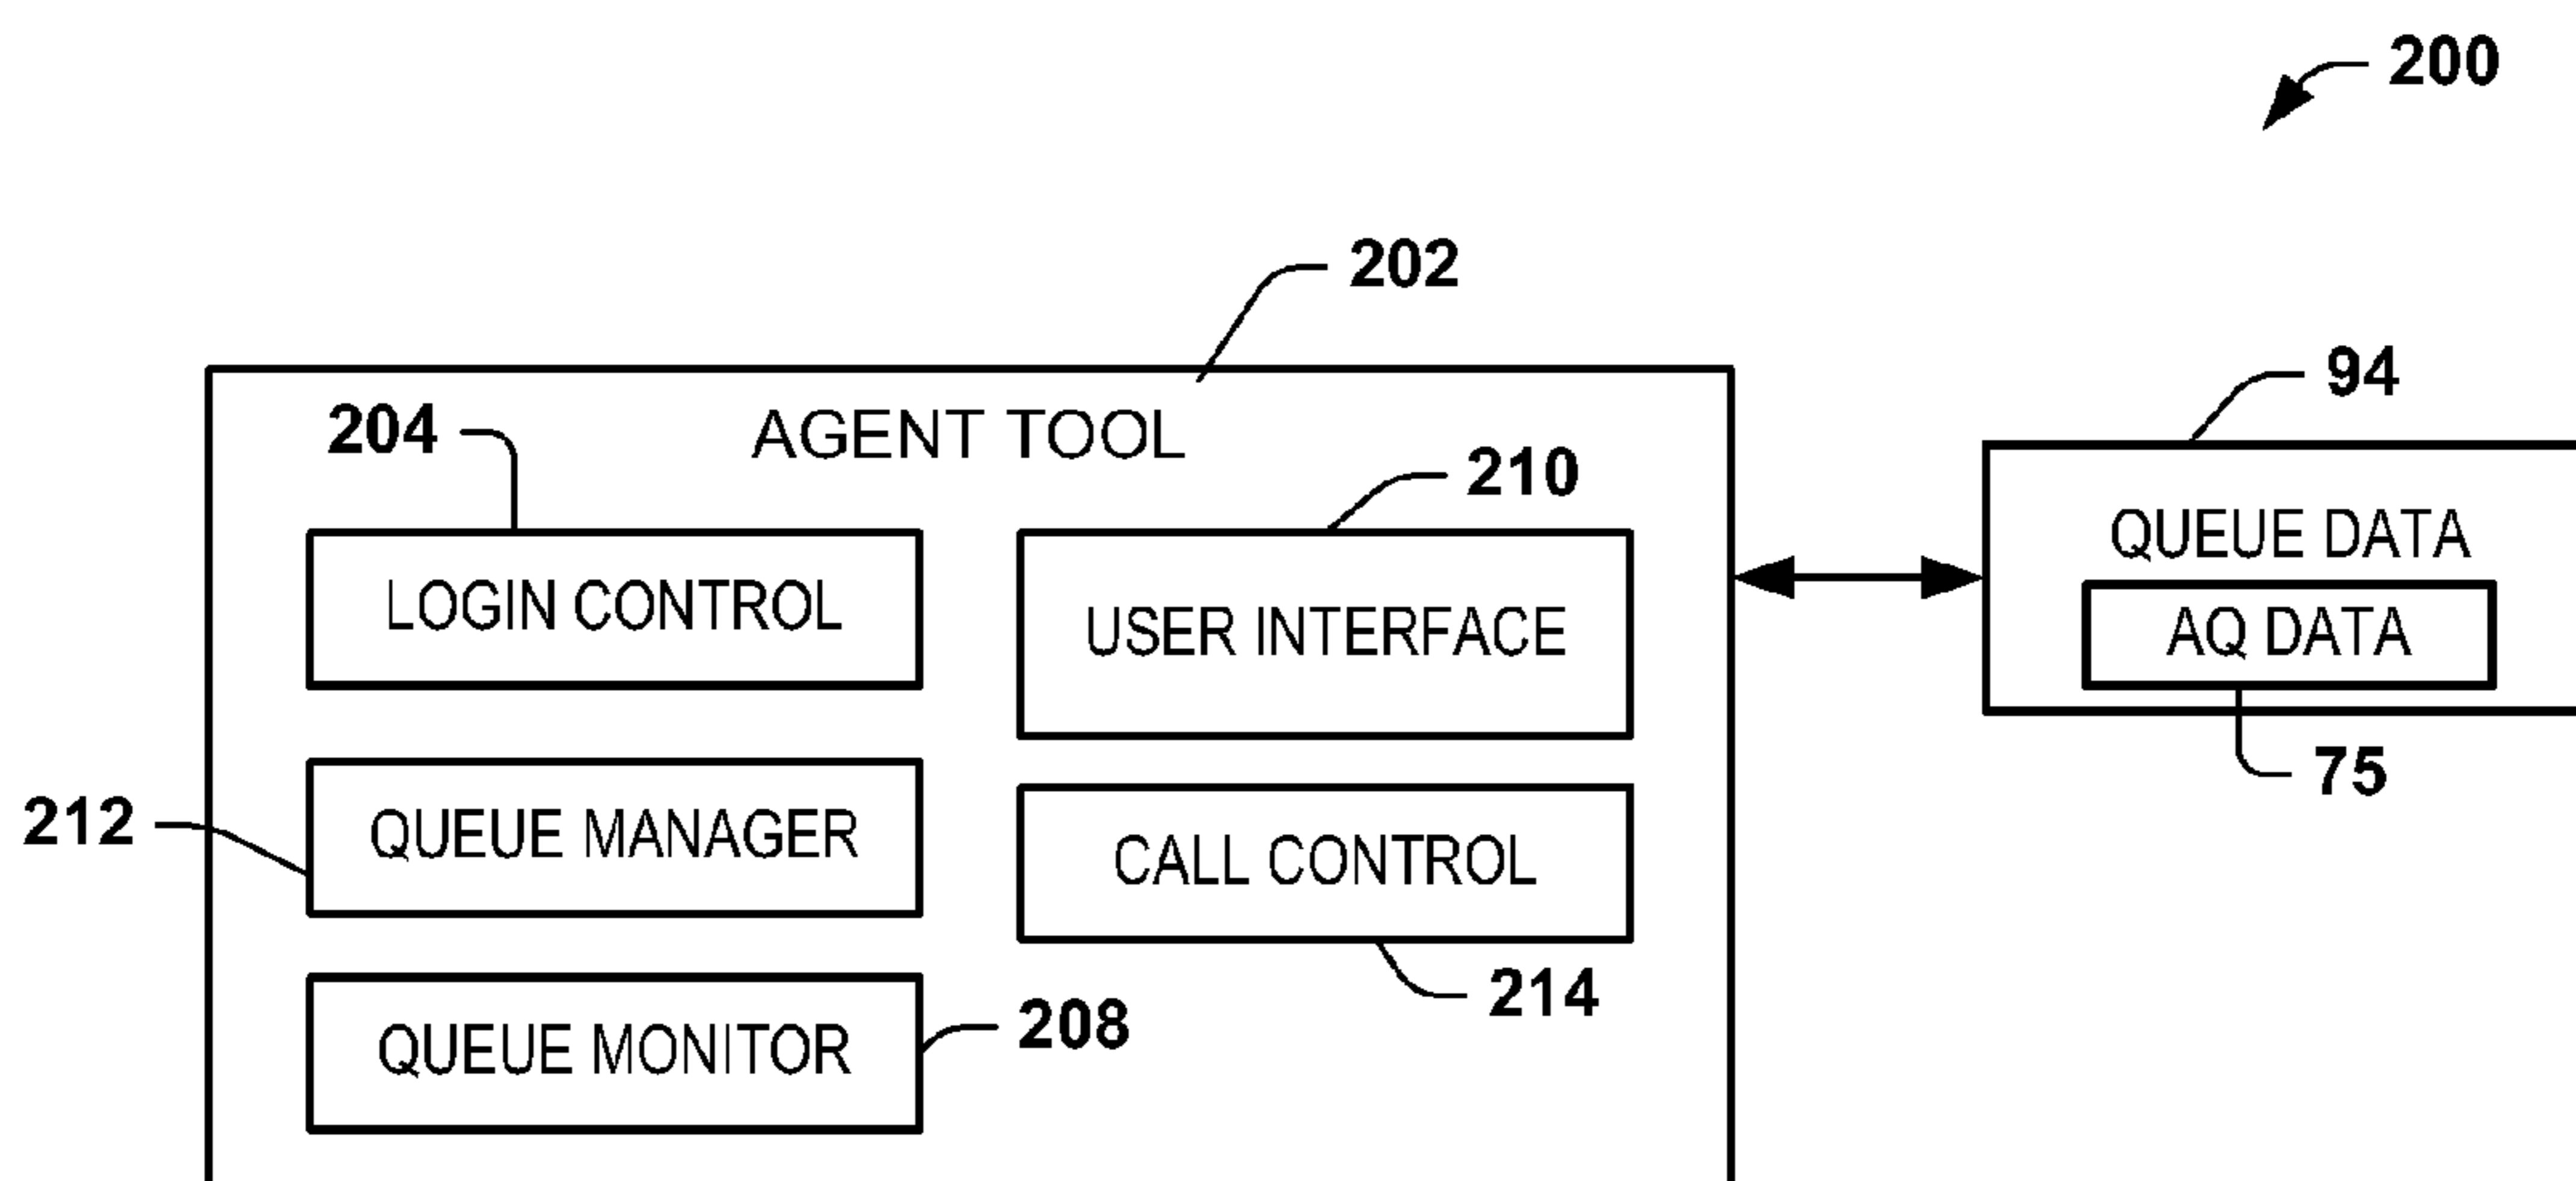 200
202
94
204
AGENT TOOL
210
QUEUE DATA
LOGIN CONTROL
USER INTERFACE
AQ DATA
75
212
QUEUE MANAGER
CALL CONTROL
214
QUEUE MONITOR
208